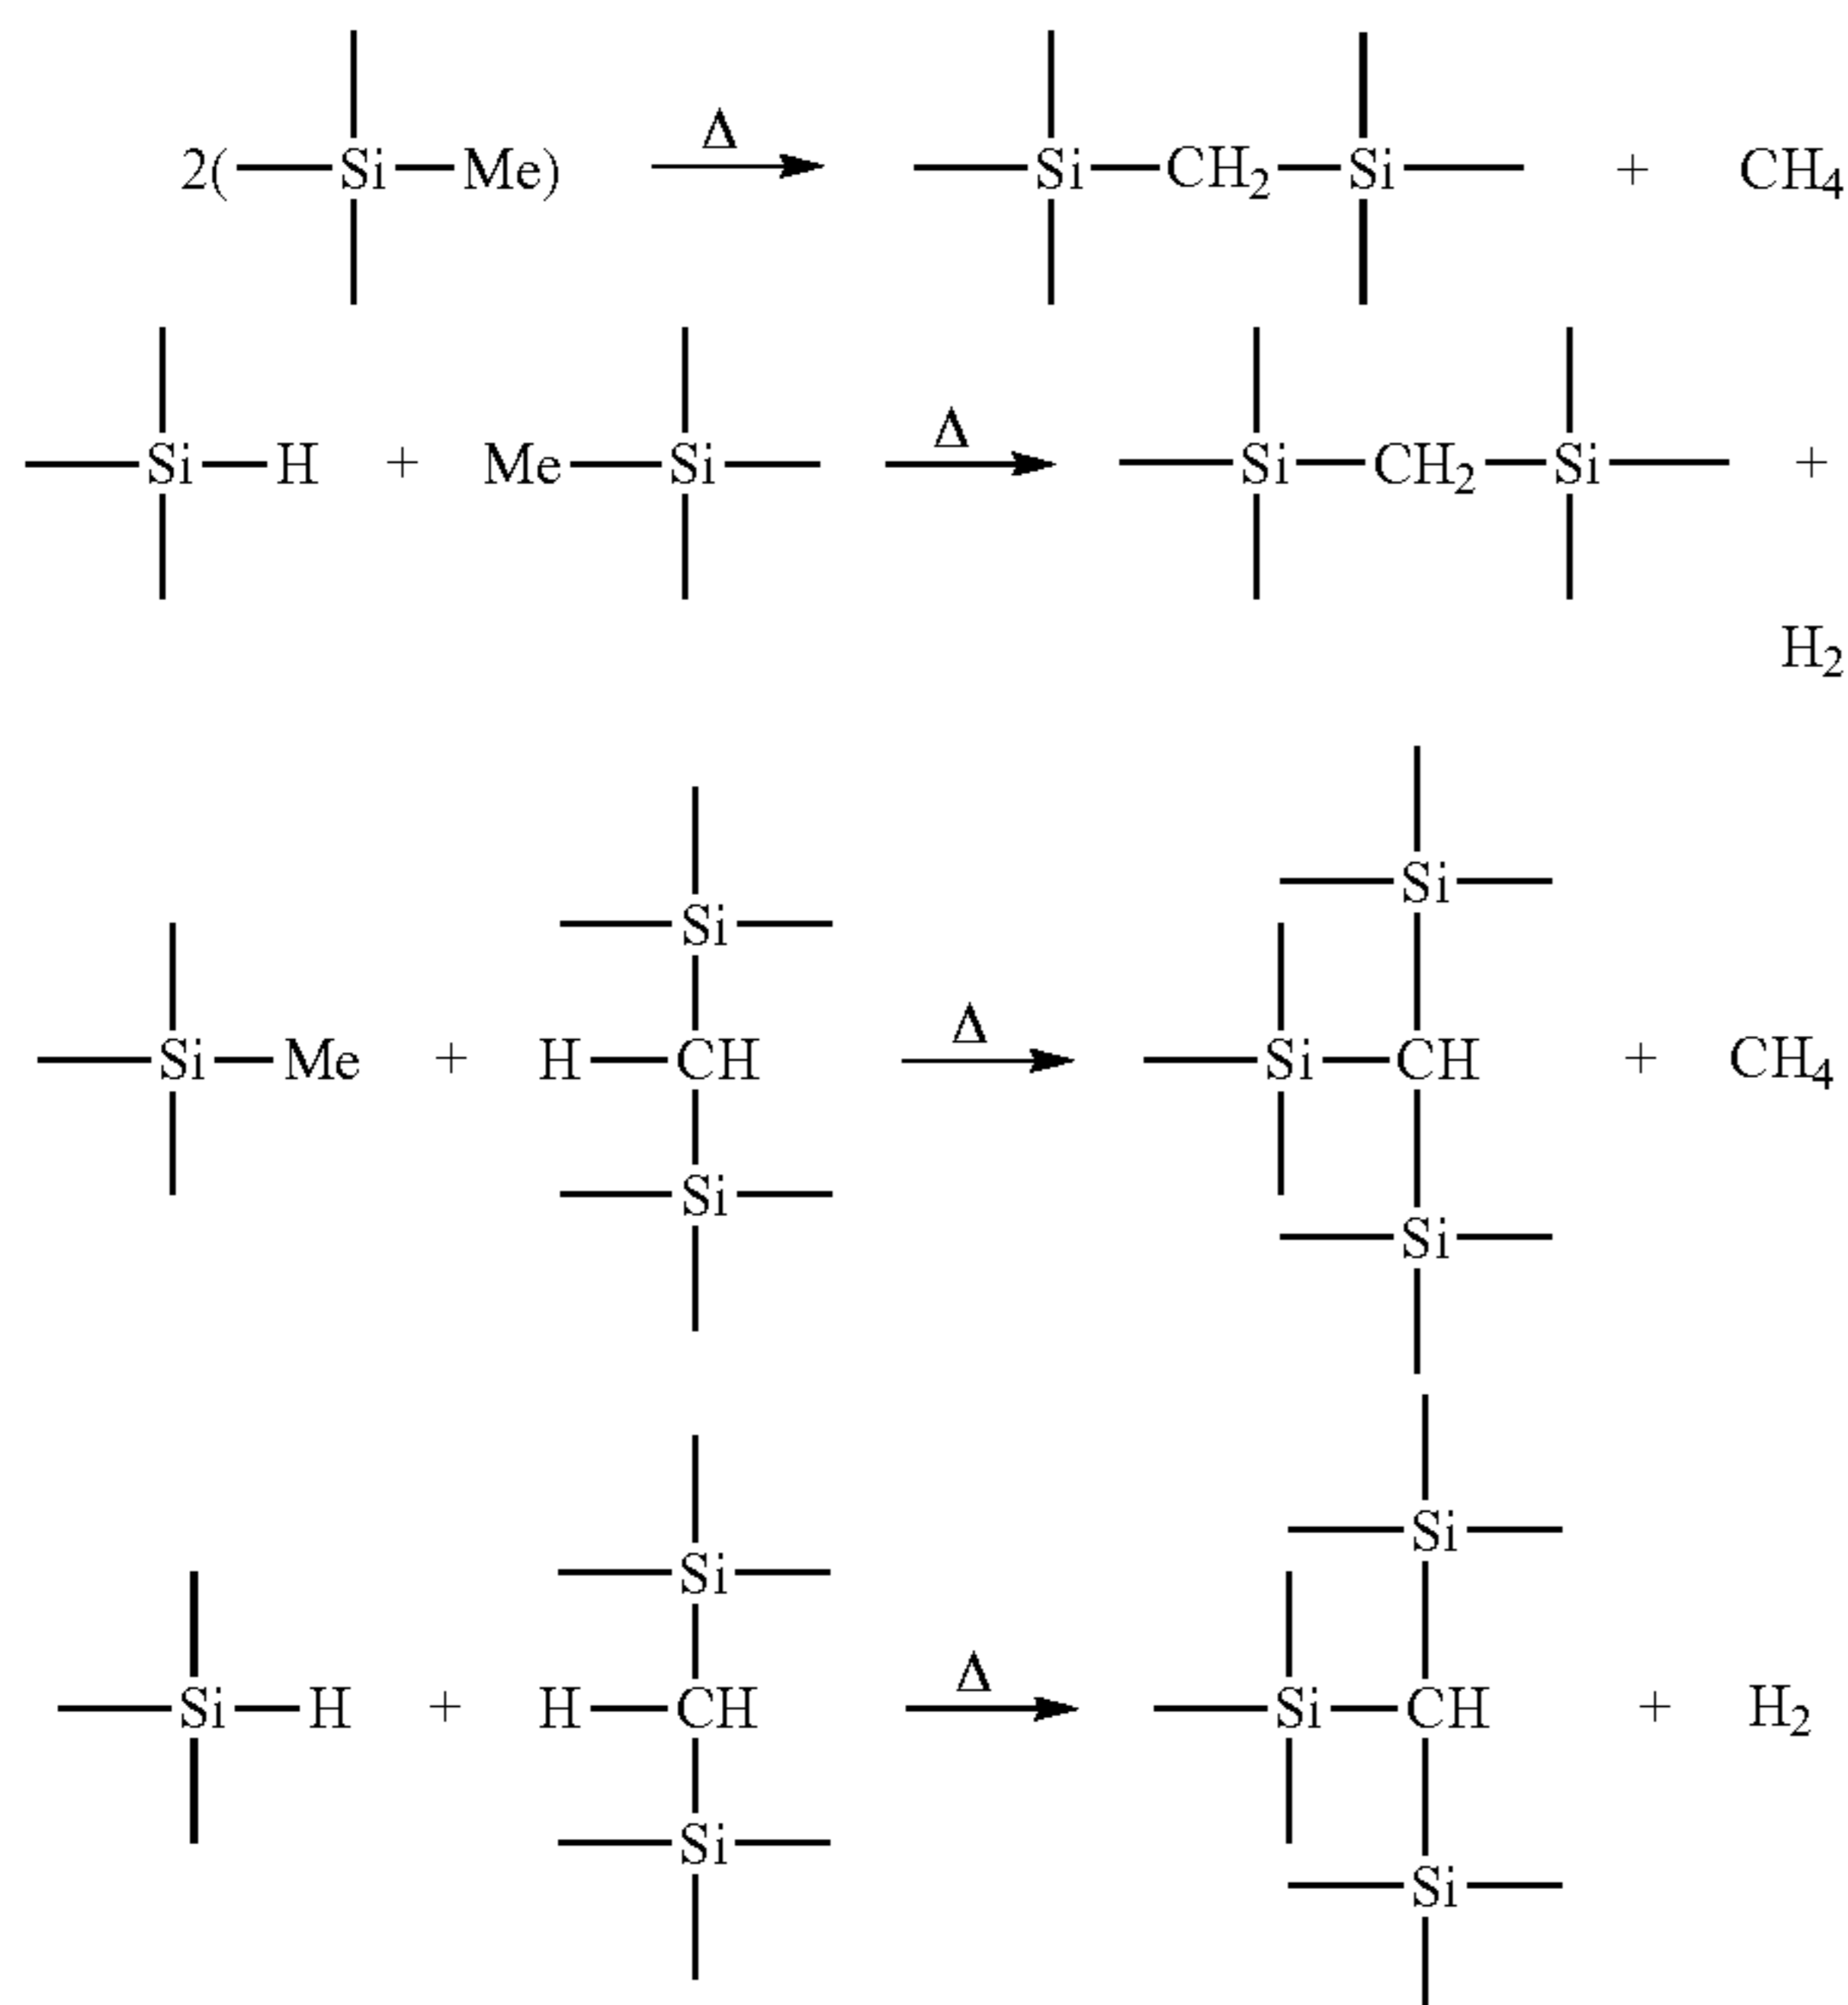 Δ
2( Si Me) Si CH₂ Si + CH₄
Δ
Si H + Me Si Si CH₂ Si +
H₂
Si Si
Δ
Si Me + H CH Si CH + CH₄
Si Si
Si Si
Δ
Si H + H CH Si CH + H₂
Si Si